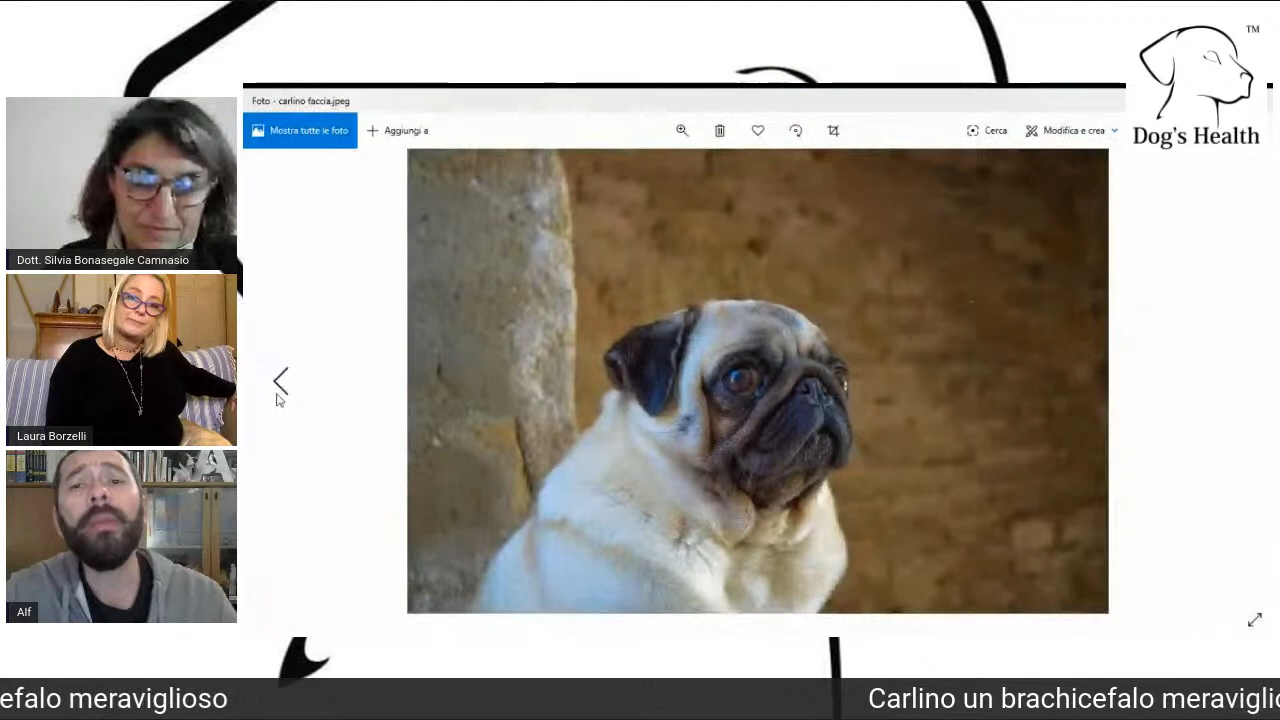 TM
Dog's Health
Foto - carlino faccia.jpeg
Mostra tutte le foto
Aggiungi a
Cerca
Modifica e crea
Dott. Silvia Bonasegale Camnasio
Laura Borzelli
Alf
efalo meraviglioso
Carlino un brachicefalo meraviglio